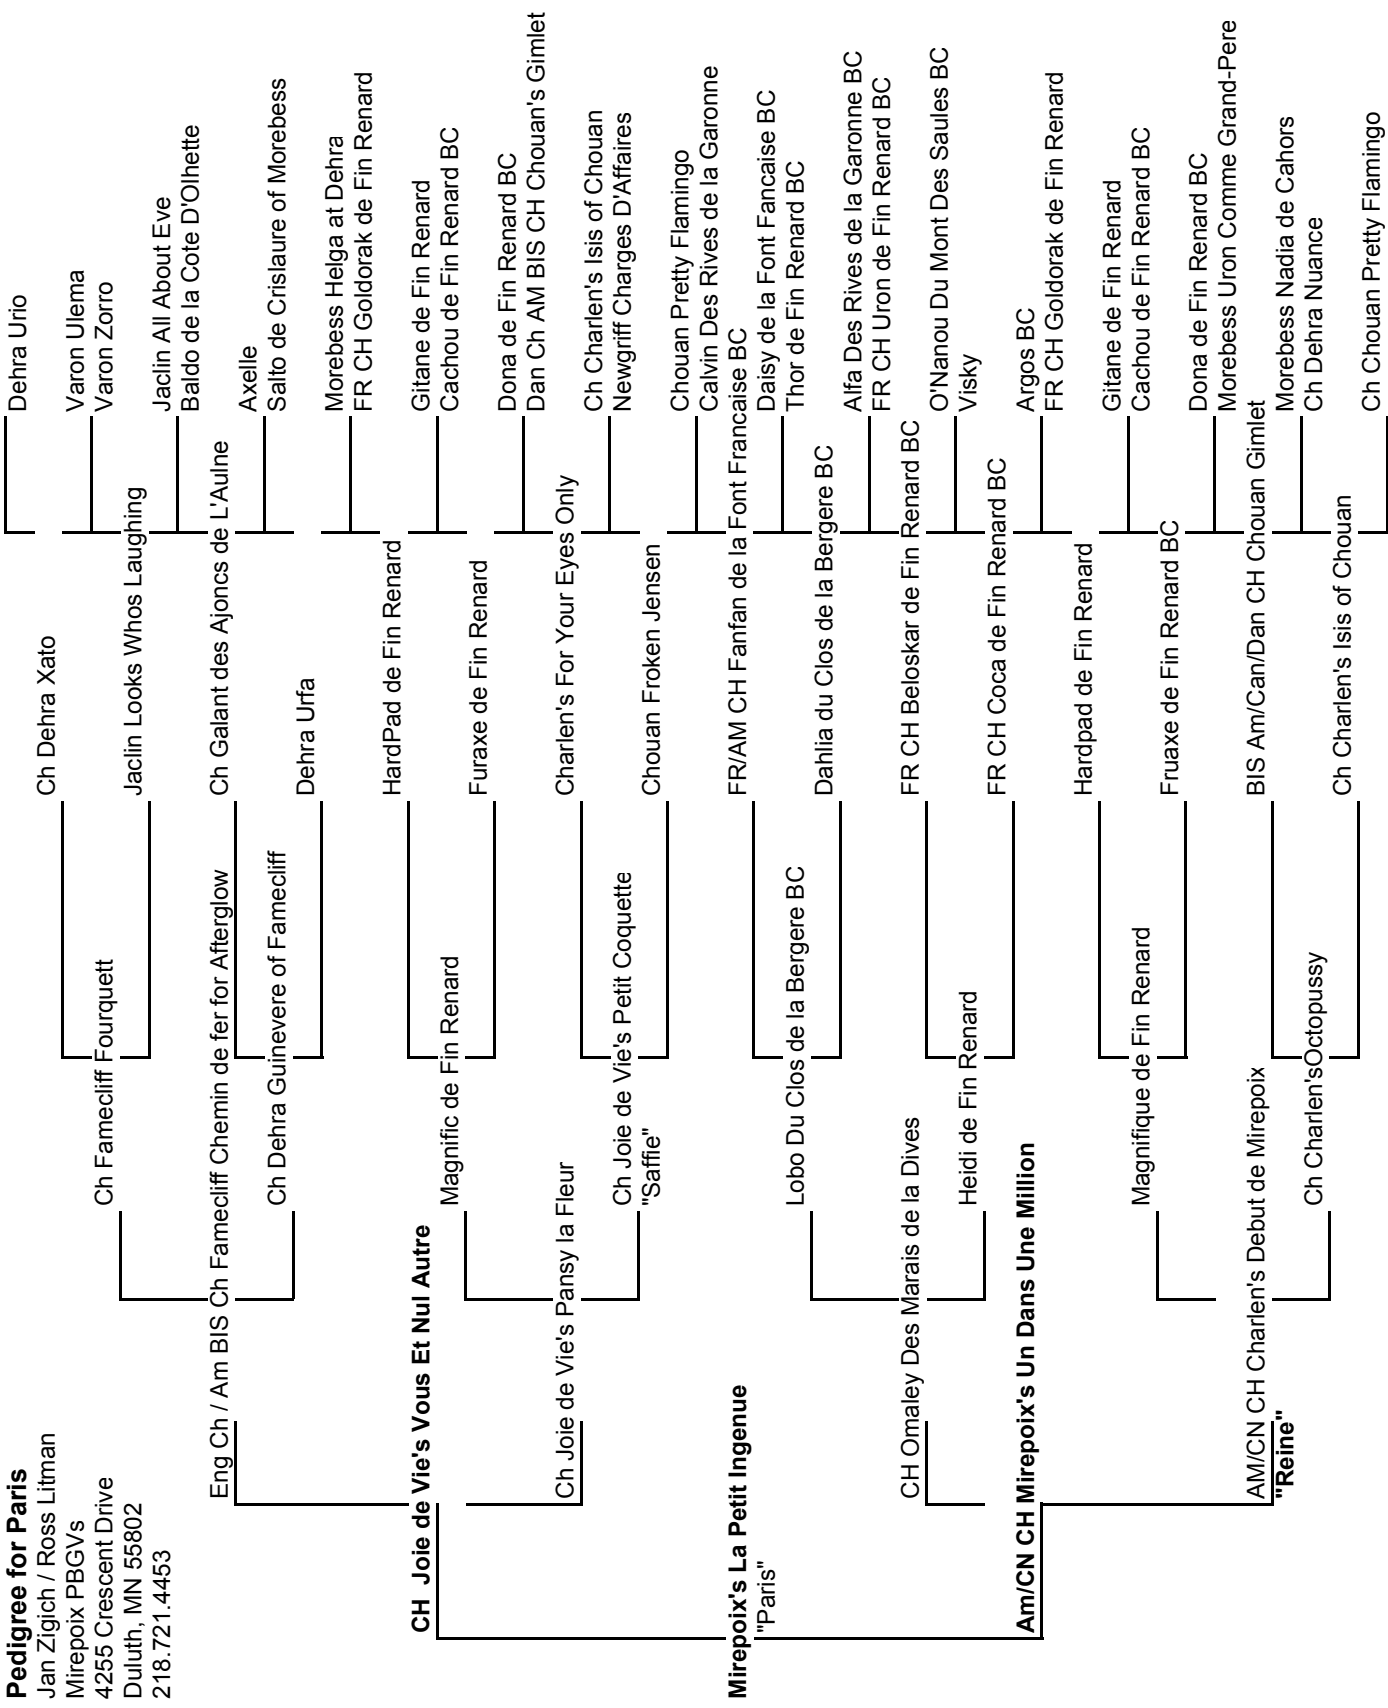 Pedigree for Paris
Jan Zigich / Ross Litman
Mirepoix PBGVs
4255 Crescent Drive
Duluth, MN 55802
218.721.4453
Mirepoix's La Petit Ingenue
"Paris"
CH  Joie de Vie's Vous Et Nul Autre
Am/CN CH Mirepoix's Un Dans Une Million
Eng Ch / Am BIS Ch Famecliff Chemin de fer for Afterglow
Ch Joie de Vie's Pansy la Fleur
CH Omaley Des Marais de la Dives
AM/CN CH Charlen's Debut de Mirepoix
"Reine"
Ch Famecliff Fourquett
Ch Dehra Guinevere of Famecliff
Magnific de Fin Renard
Ch Joie de Vie's Petit Coquette
"Saffie"
Lobo Du Clos de la Bergere BC
Heidi de Fin Renard
Magnifique de Fin Renard
Ch Charlen'sOctopussy
Ch Dehra Xato
Jaclin Looks Whos Laughing
Ch Galant des Ajoncs de L'Aulne
Dehra Urfa
HardPad de Fin Renard
Furaxe de Fin Renard
Charlen's For Your Eyes Only
Chouan Froken Jensen
FR/AM CH Fanfan de la Font Francaise BC
Dahlia du Clos de la Bergere BC
FR CH Beloskar de Fin Renard BC
FR CH Coca de Fin Renard BC
Hardpad de Fin Renard
Fruaxe de Fin Renard BC
BIS Am/Can/Dan CH Chouan Gimlet
Ch Charlen's Isis of Chouan
Dehra Urio
Varon Ulema
Varon Zorro
Jaclin All About Eve
Baldo de la Cote D'Olhette
Axelle
Salto de Crislaure of Morebess
Morebess Helga at Dehra
FR CH Goldorak de Fin Renard
Gitane de Fin Renard
Cachou de Fin Renard BC
Dona de Fin Renard BC
Dan Ch AM BIS CH Chouan's Gimlet
Ch Charlen's Isis of Chouan
Newgriff Charges D'Affaires
Chouan Pretty Flamingo
Calvin Des Rives de la Garonne
Daisy de la Font Fancaise BC
Thor de Fin Renard BC
Alfa Des Rives de la Garonne BC
FR CH Uron de Fin Renard BC
O'Nanou Du Mont Des Saules BC
Visky
Argos BC
FR CH Goldorak de Fin Renard
Gitane de Fin Renard
Cachou de Fin Renard BC
Dona de Fin Renard BC
Morebess Uron Comme Grand-Pere
Morebess Nadia de Cahors
Ch Dehra Nuance
Ch Chouan Pretty Flamingo